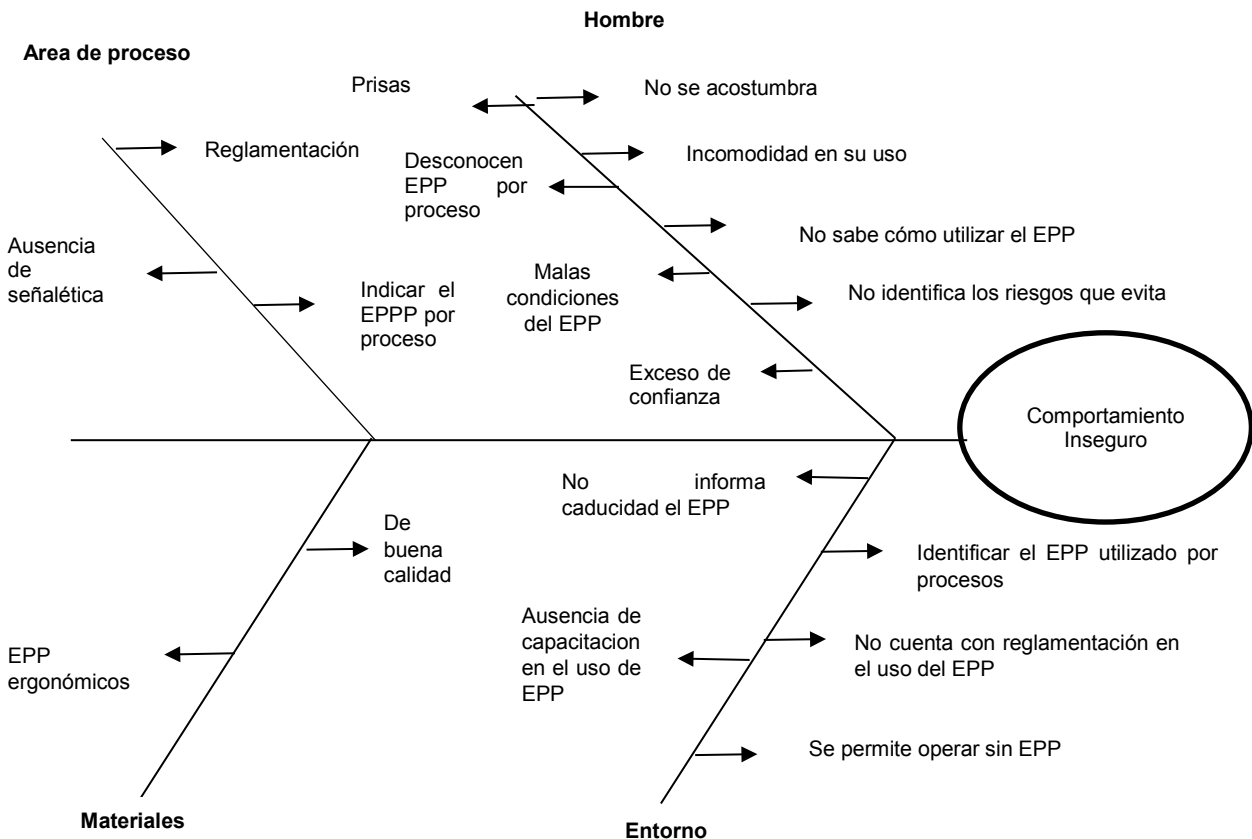 Hombre
Area de proceso
Prisas
No se acostumbra
Reglamentación
Incomodidad en su uso
Desconocen
EPP por
proceso
No sabe cómo utilizar el EPP
Ausencia
de
señalética
Indicar el
EPPP por
proceso
Malas
condiciones
del EPP
No identifica los riesgos que evita
Exceso de
confianza
Comportamiento
Inseguro
No informa
caducidad el EPP
De
buena
calidad
Identificar el EPP utilizado por
procesos
Ausencia de
capacitacion
en el uso de
EPP
No cuenta con reglamentación en
el uso del EPP
EPP
ergonómicos
Se permite operar sin EPP
Materiales
Entorno